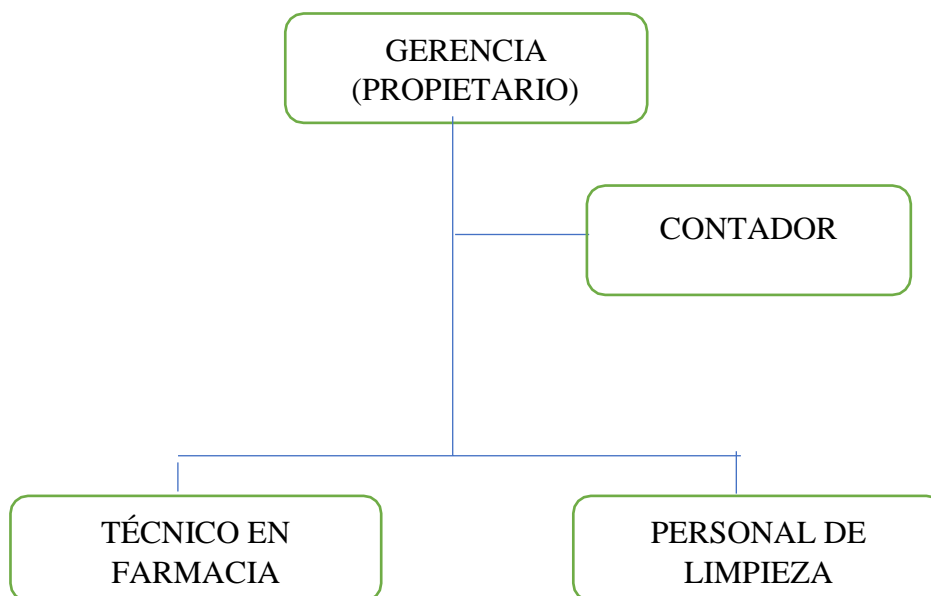 GERENCIA
(PROPIETARIO)
CONTADOR
TÉCNICO EN
FARMACIA
PERSONAL DE
LIMPIEZA